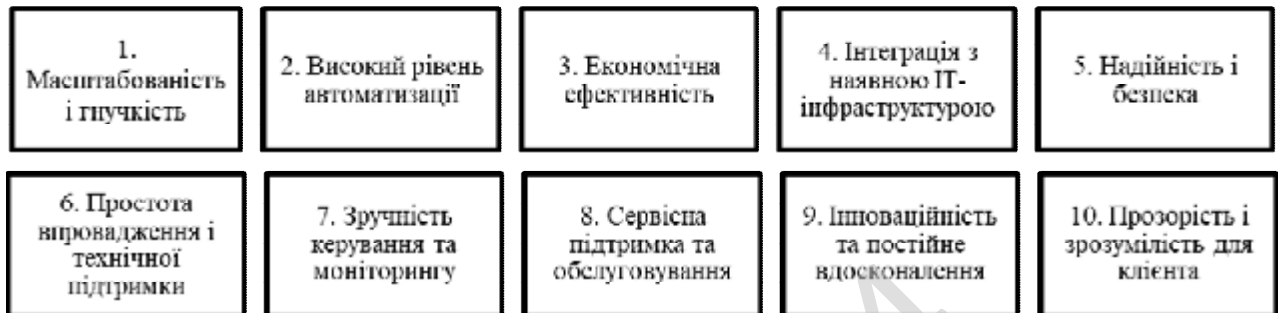 1.
Масштабованість
і гнучкість
2. Високий рівень
автоматизації
3. Економічна
ефективність
4. Інтеграція з
наявною ІТ-
інфраструктурою
5. Надійність і
безпека
6. Простота
впровадження і
технічної
підтримки
7. Зручність
керування та
моніторингу
8. Сервісна
підтримка та
обслуговування
9. Інноваційність
та постійне
вдосконалення
10. Прозорість і
зрозумілість для
клієнта